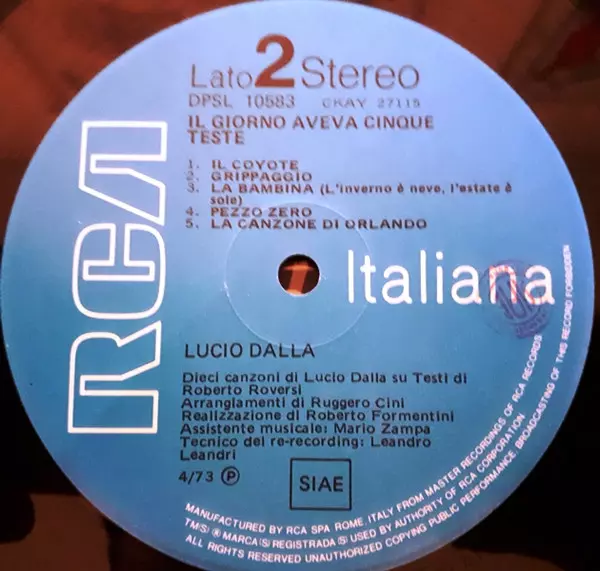 Lato 2 Stereo
DPSL 10583 CKAY 27115
IL GIORNO AVEVA CINQUE
TESTE
1. IL COYOTE
2. GRIPPAGGIO
3. LA BAMBINA (L'inverno è neve, l'estate è
sole)
4. PEZZO ZERO
5. LA CANZONE DI ORLANDO
RCA
Italiana
LUCIO DALLA
Dieci canzoni di Lucio Dalla su Testi di
Roberto Roversi
Arrangiamenti di Ruggero Cini
Realizzazione di Roberto Formentini
Assistente musicale: Mario Zampa
Tecnico del re-recording: Leandro
Leandri
4/73 Ⓟ
SIAE
MANUFACTURED BY RCA SPA ROME, ITALY FROM MASTER RECORDINGS OF RCA RECORDS
TM(S) ® MARCA(S) REGISTRADA(S) USED BY AUTHORITY OF RCA CORPORATION
ALL RIGHTS RESERVED UNAUTHORIZED COPYING PUBLIC PERFORMANCE, BROADCASTING OF THIS RECORD FORBIDDEN